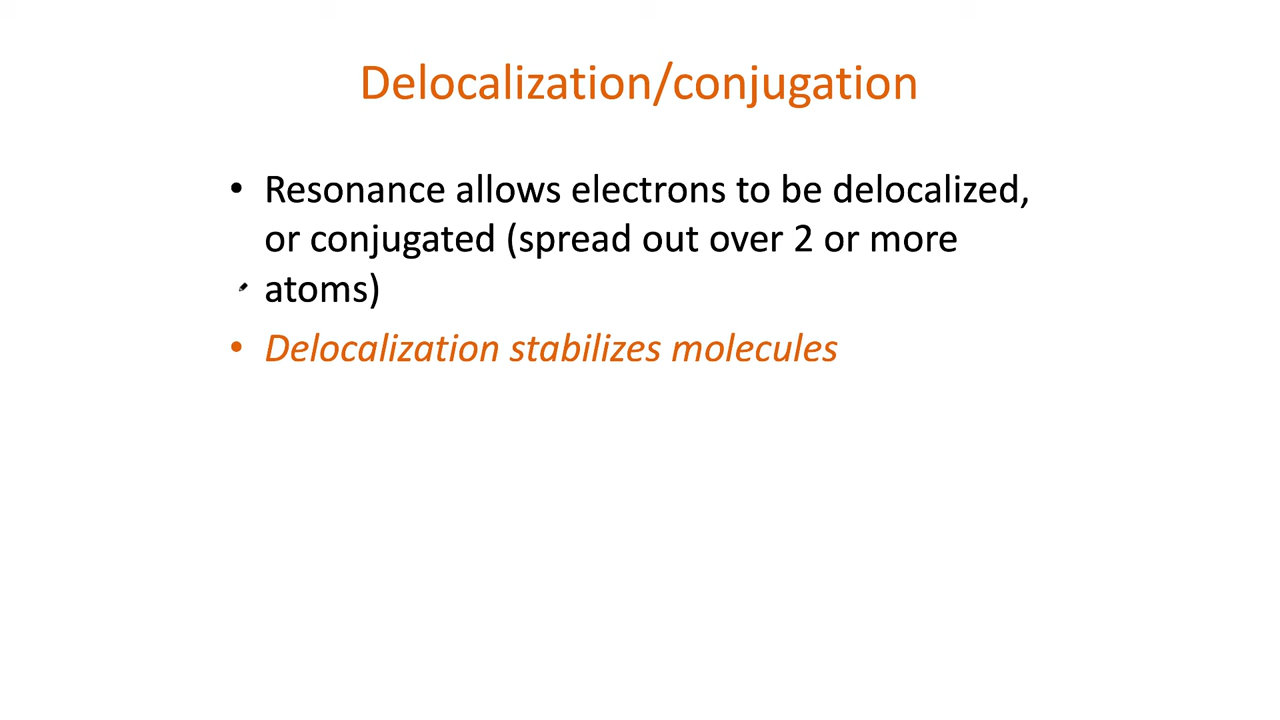 Delocalization/conjugation
• Resonance allows electrons to be delocalized,
or conjugated (spread out over 2 or more
atoms)
• Delocalization stabilizes molecules